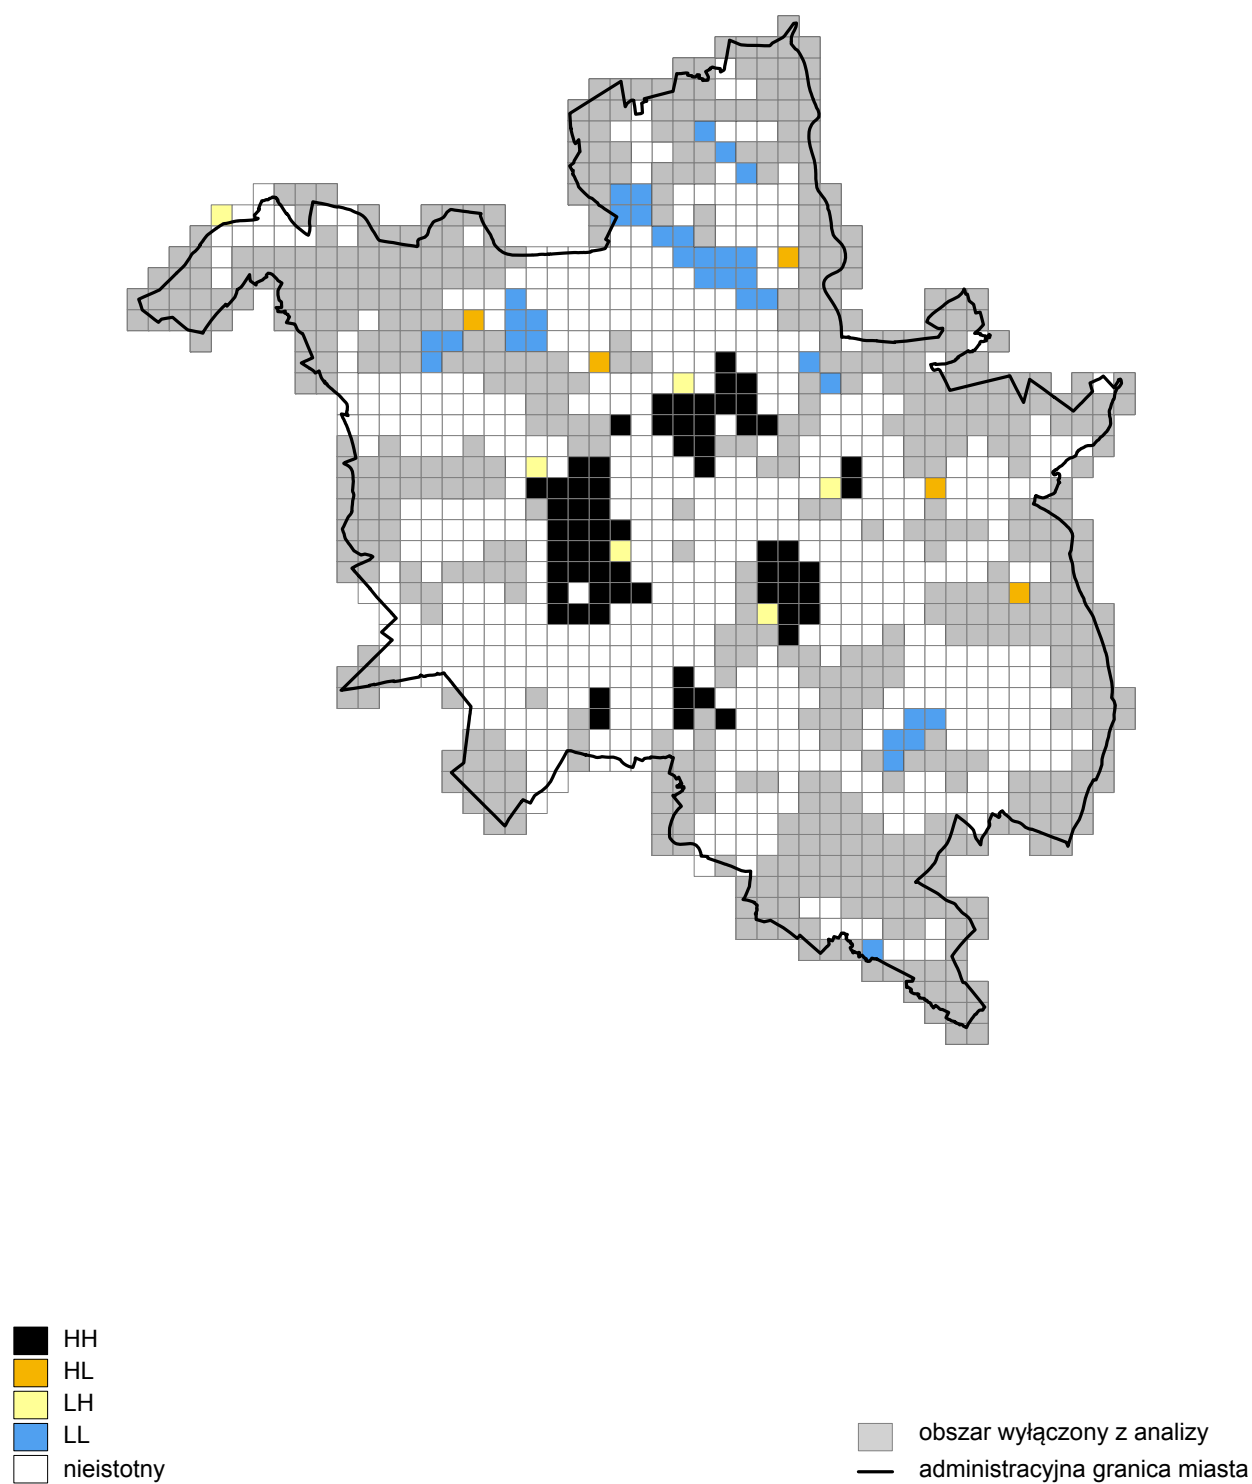 HH
HL
LH
LL
nieistotny
obszar wyłączony z analizy
administracyjna granica miasta